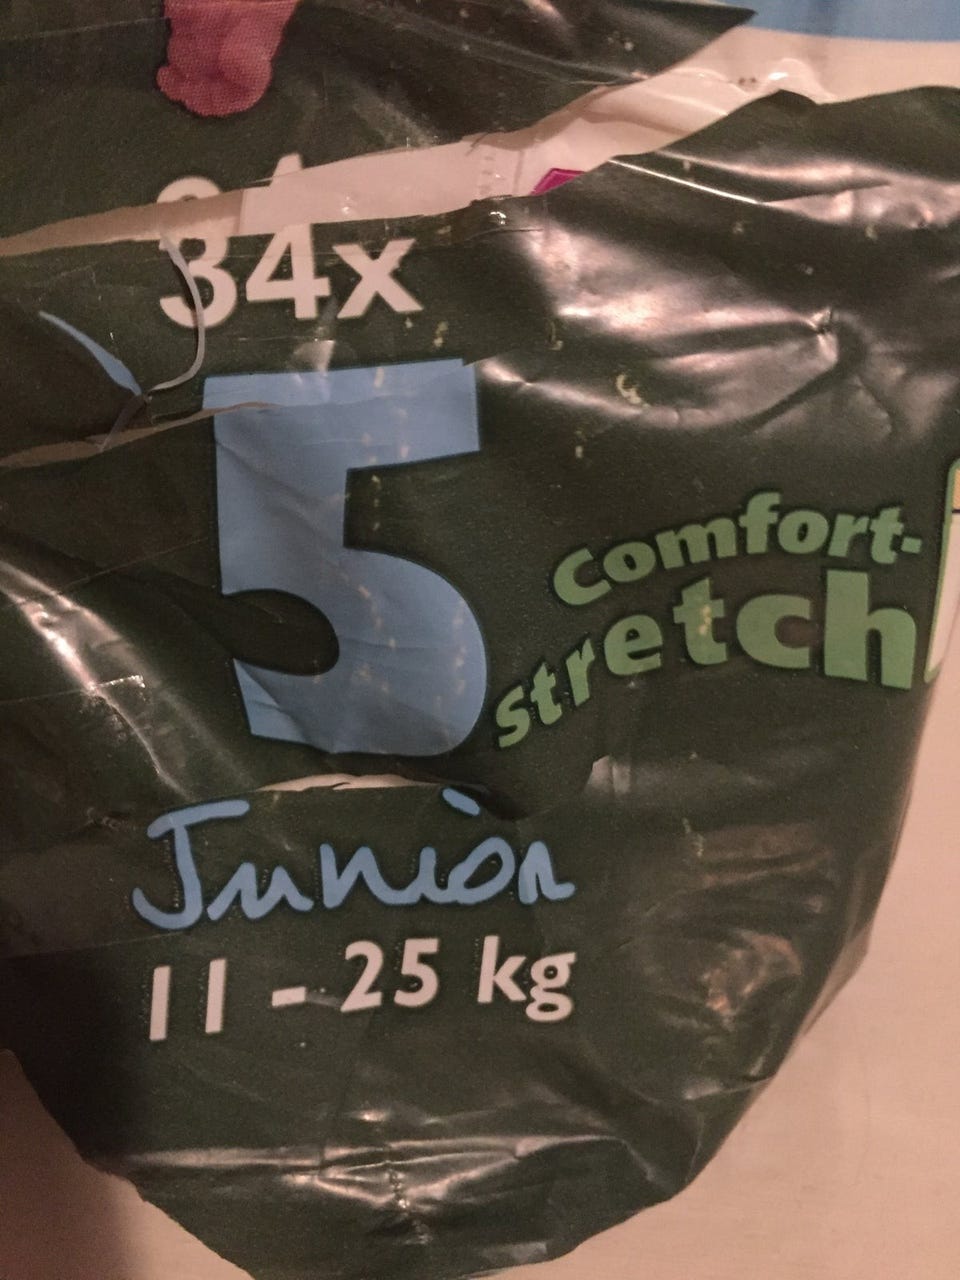 34x
5
Comfort-
stretch
Junior
11 - 25 kg